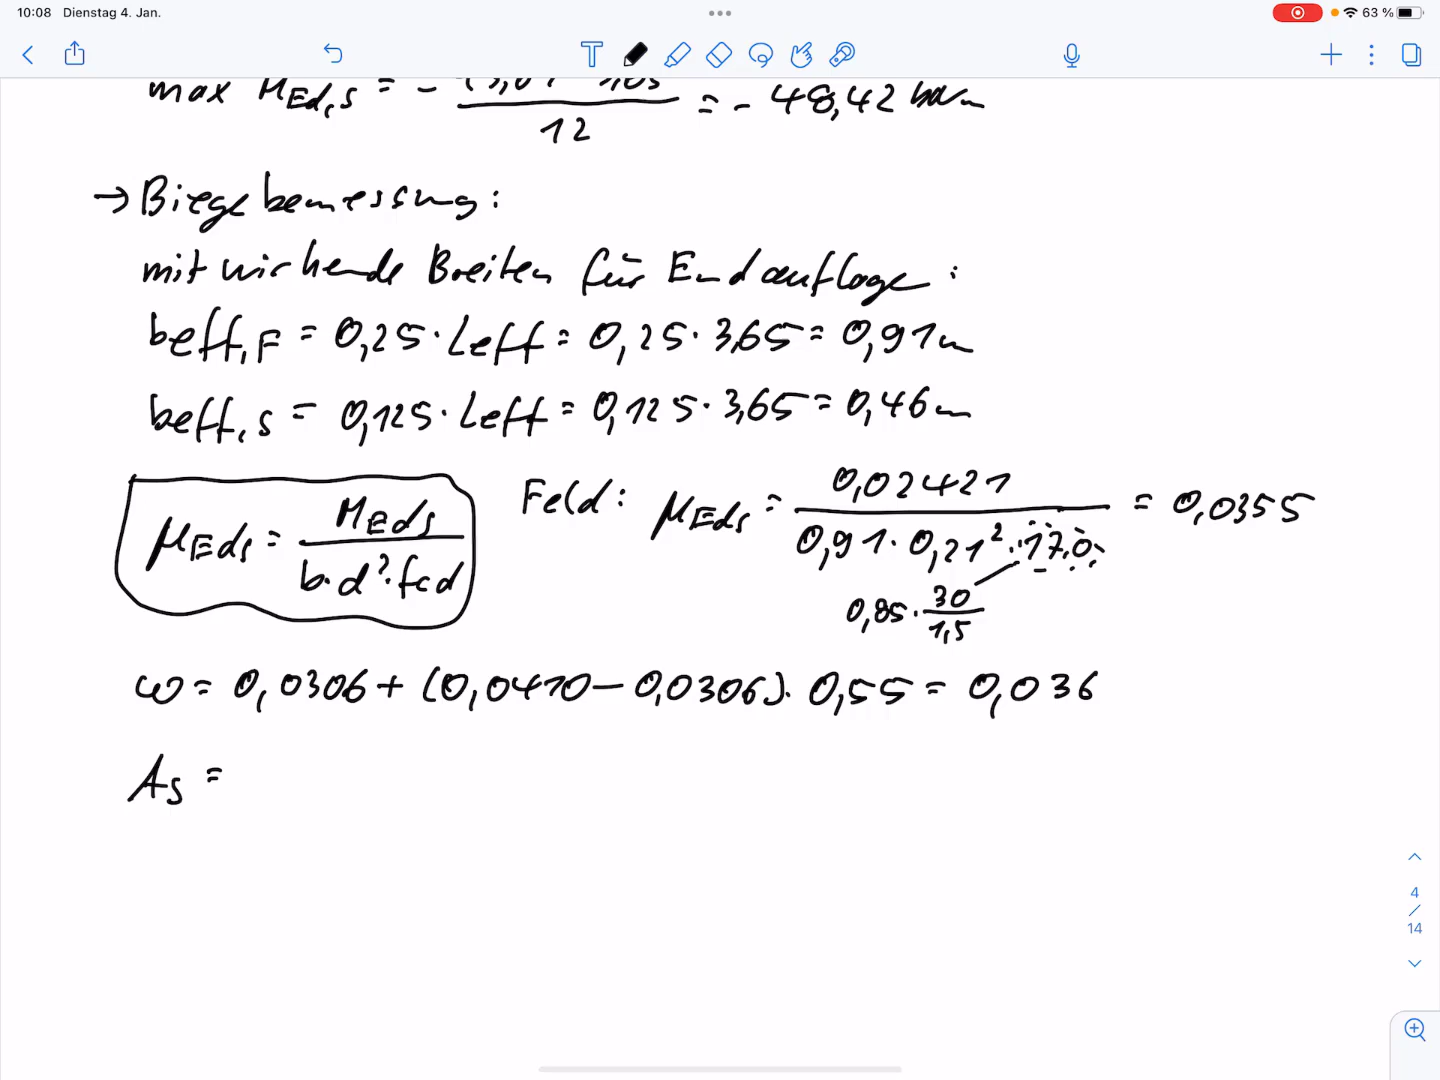 10:08 Dienstag 4. Jan.
63 %
max MEd,S = - = - 48,42 kNm
12
→ Biegebemessung:
mitwirkende Breiten für Endauflage:
beff,F = 0,25 · Leff = 0,25 · 3,65 = 0,91m
beff,S = 0,125 · Leff = 0,125 · 3,65 = 0,46m
μEds = MEds / b·d²·fcd
Feld: μEds = 0,02421 / 0,91 · 0,21² · 17,0 = 0,0355
0,85 · 30/1,5
ω = 0,0306 + (0,0410 - 0,0306) · 0,55 = 0,036
As =
4
/
14